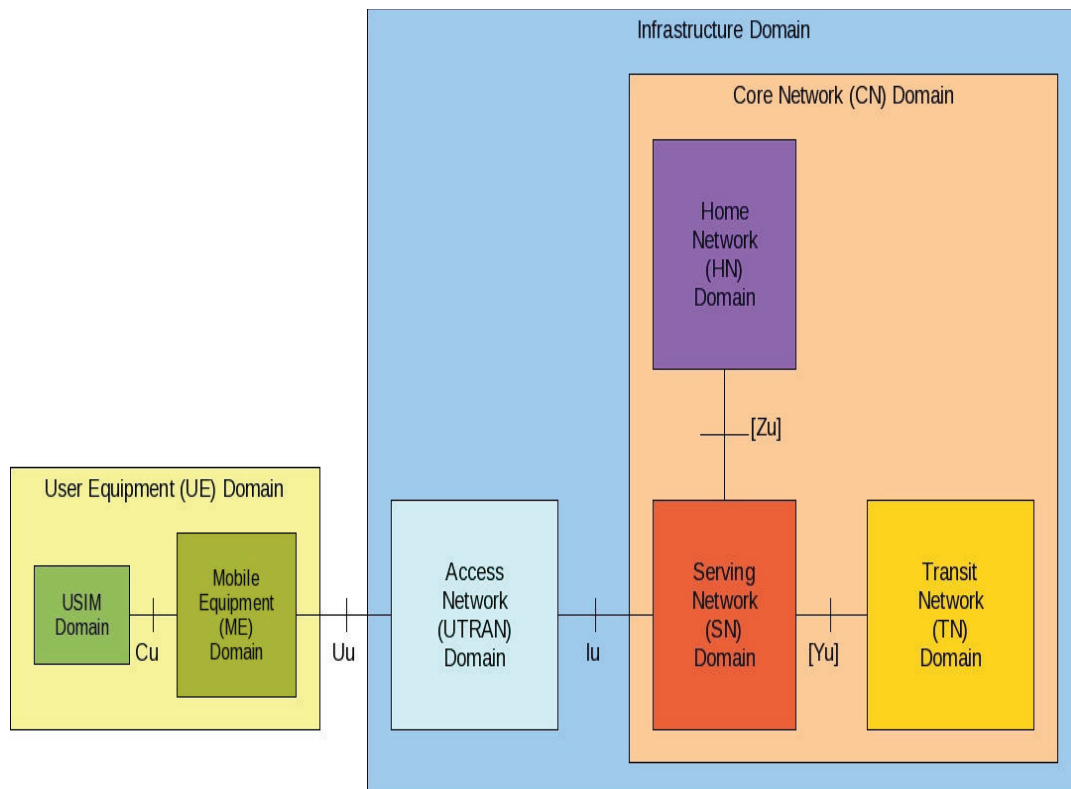 Infrastructure Domain
Core Network (CN) Domain
Home
Network
(HN)
Domain
[Zu]
User Equipment (UE) Domain
USIM
Domain
Cu
Mobile
Equipment
(ME)
Domain
Uu
Access
Network
(UTRAN)
Domain
Iu
Serving
Network
(SN)
Domain
[Yu]
Transit
Network
(TN)
Domain